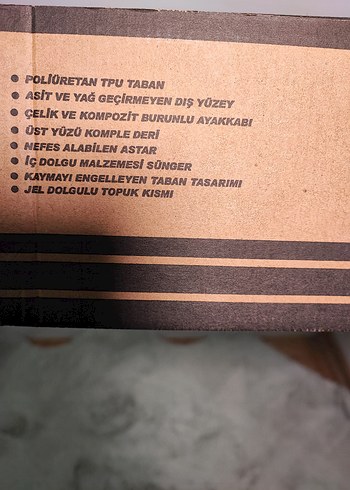 POLİÜRETAN TPU TABAN
ASİT VE YAĞ GEÇİRMEYEN DIŞ YÜZEY
ÇELİK VE KOMPOZİT BURUNLU AYAKKABI
ÜST YÜZÜ KOMPLE DERİ
NEFES ALABİLEN ASTAR
İÇ DOLGU MALZEMESİ SÜNGER
KAYMAYI ENGELLEYEN TABAN TASARIMI
JEL DOLGULU TOPUK KISMI